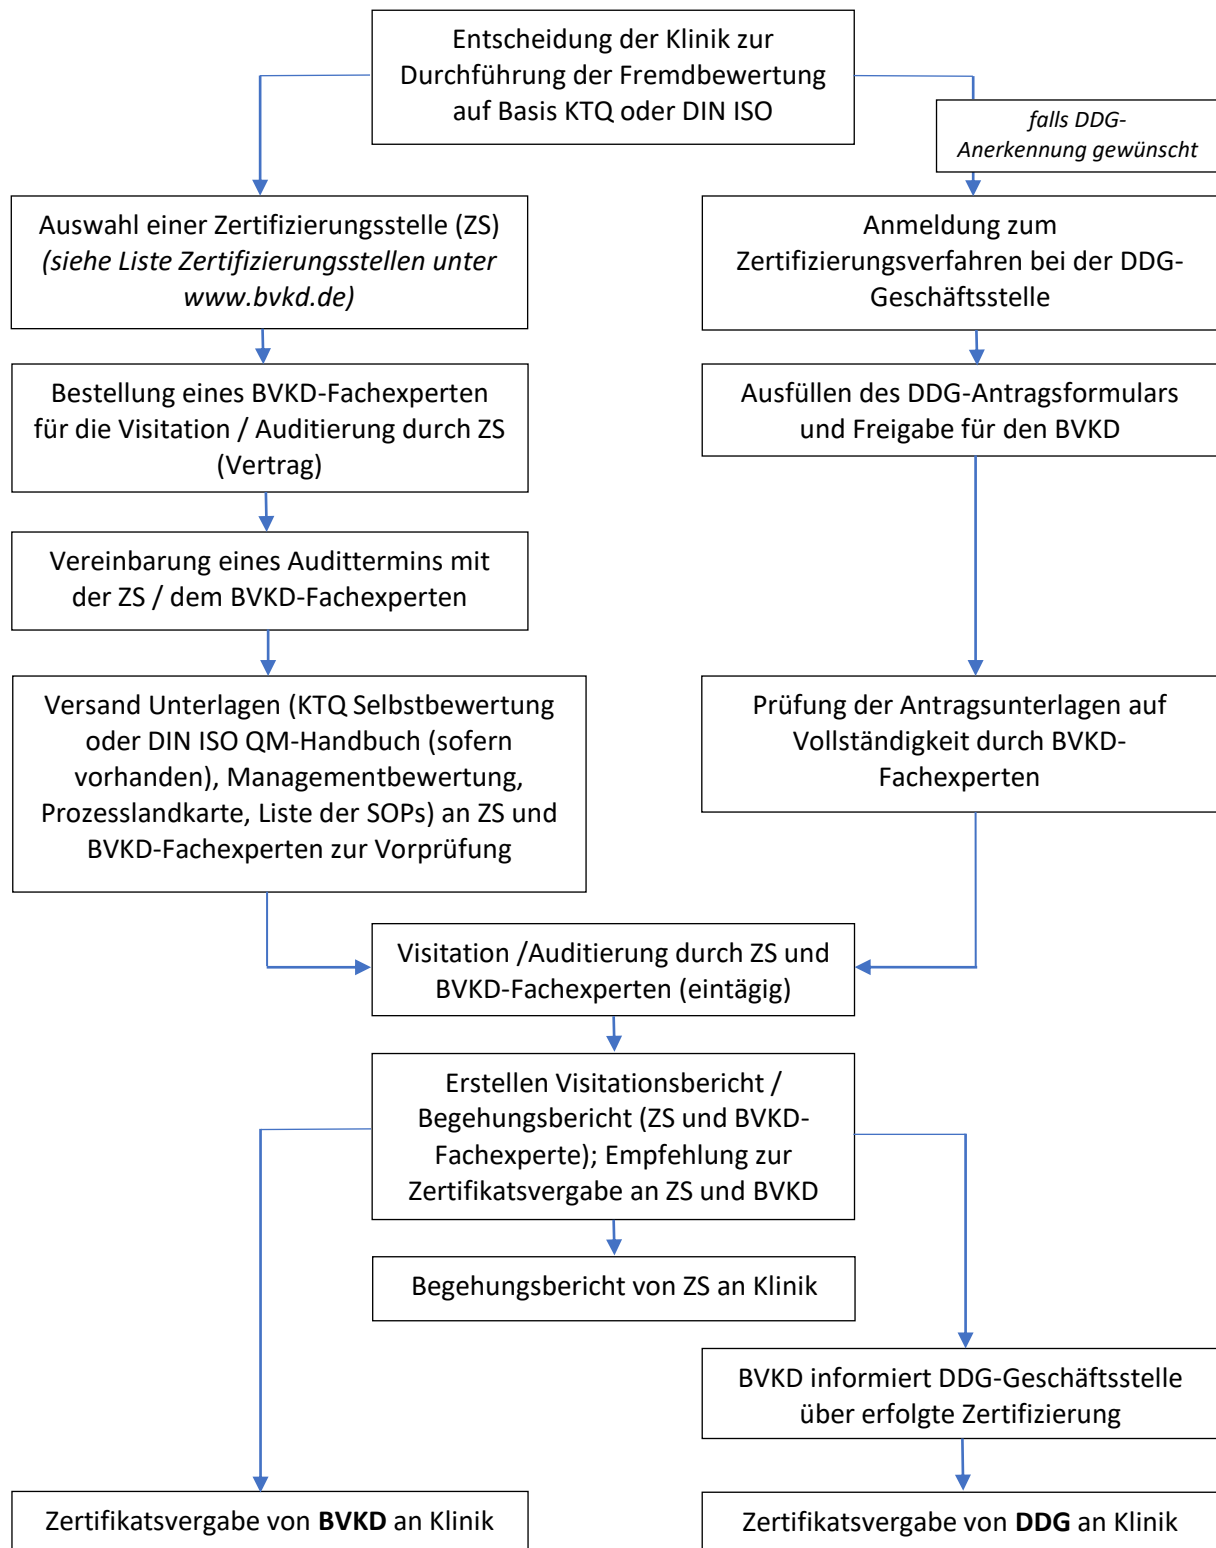 Entscheidung der Klinik zur
Durchführung der Fremdbewertung
auf Basis KTQ oder DIN ISO
falls DDG-
Anerkennung gewünscht
Auswahl einer Zertifizierungsstelle (ZS)
(siehe Liste Zertifizierungsstellen unter
www.bvkd.de)
Anmeldung zum
Zertifizierungsverfahren bei der DDG-
Geschäftsstelle
Bestellung eines BVKD-Fachexperten
für die Visitation / Auditierung durch ZS
(Vertrag)
Ausfüllen des DDG-Antragsformulars
und Freigabe für den BVKD
Vereinbarung eines Audittermins mit
der ZS / dem BVKD-Fachexperten
Versand Unterlagen (KTQ Selbstbewertung
oder DIN ISO QM-Handbuch (sofern
vorhanden), Managementbewertung,
Prozesslandkarte, Liste der SOPs) an ZS und
BVKD-Fachexperten zur Vorprüfung
Prüfung der Antragsunterlagen auf
Vollständigkeit durch BVKD-
Fachexperten
Visitation /Auditierung durch ZS und
BVKD-Fachexperten (eintägig)
Erstellen Visitationsbericht /
Begehungsbericht (ZS und BVKD-
Fachexperte); Empfehlung zur
Zertifikatsvergabe an ZS und BVKD
Begehungsbericht von ZS an Klinik
BVKD informiert DDG-Geschäftsstelle
über erfolgte Zertifizierung
Zertifikatsvergabe von BVKD an Klinik
Zertifikatsvergabe von DDG an Klinik